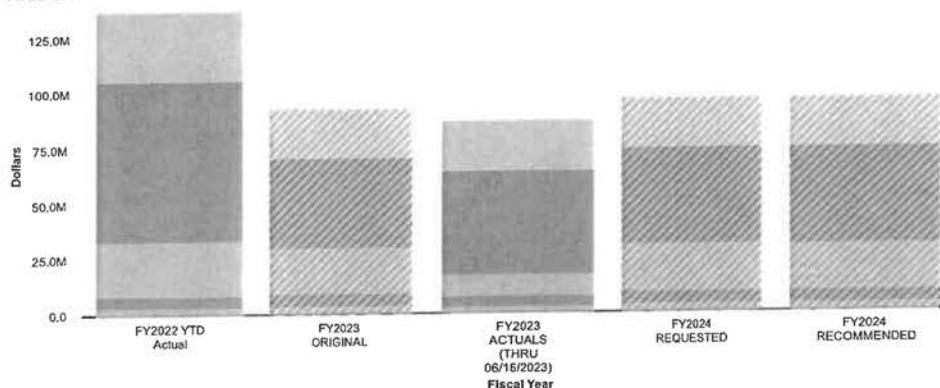 125.0M
100.0M
75.0M
50.0M
25.0M
0.0
Dollars
FY2022 YTD
Actual
FY2023
ORIGINAL
FY2023
ACTUALS
(THRU
06/16/2023)
FY2024
REQUESTED
FY2024
RECOMMENDED
Fiscal Year